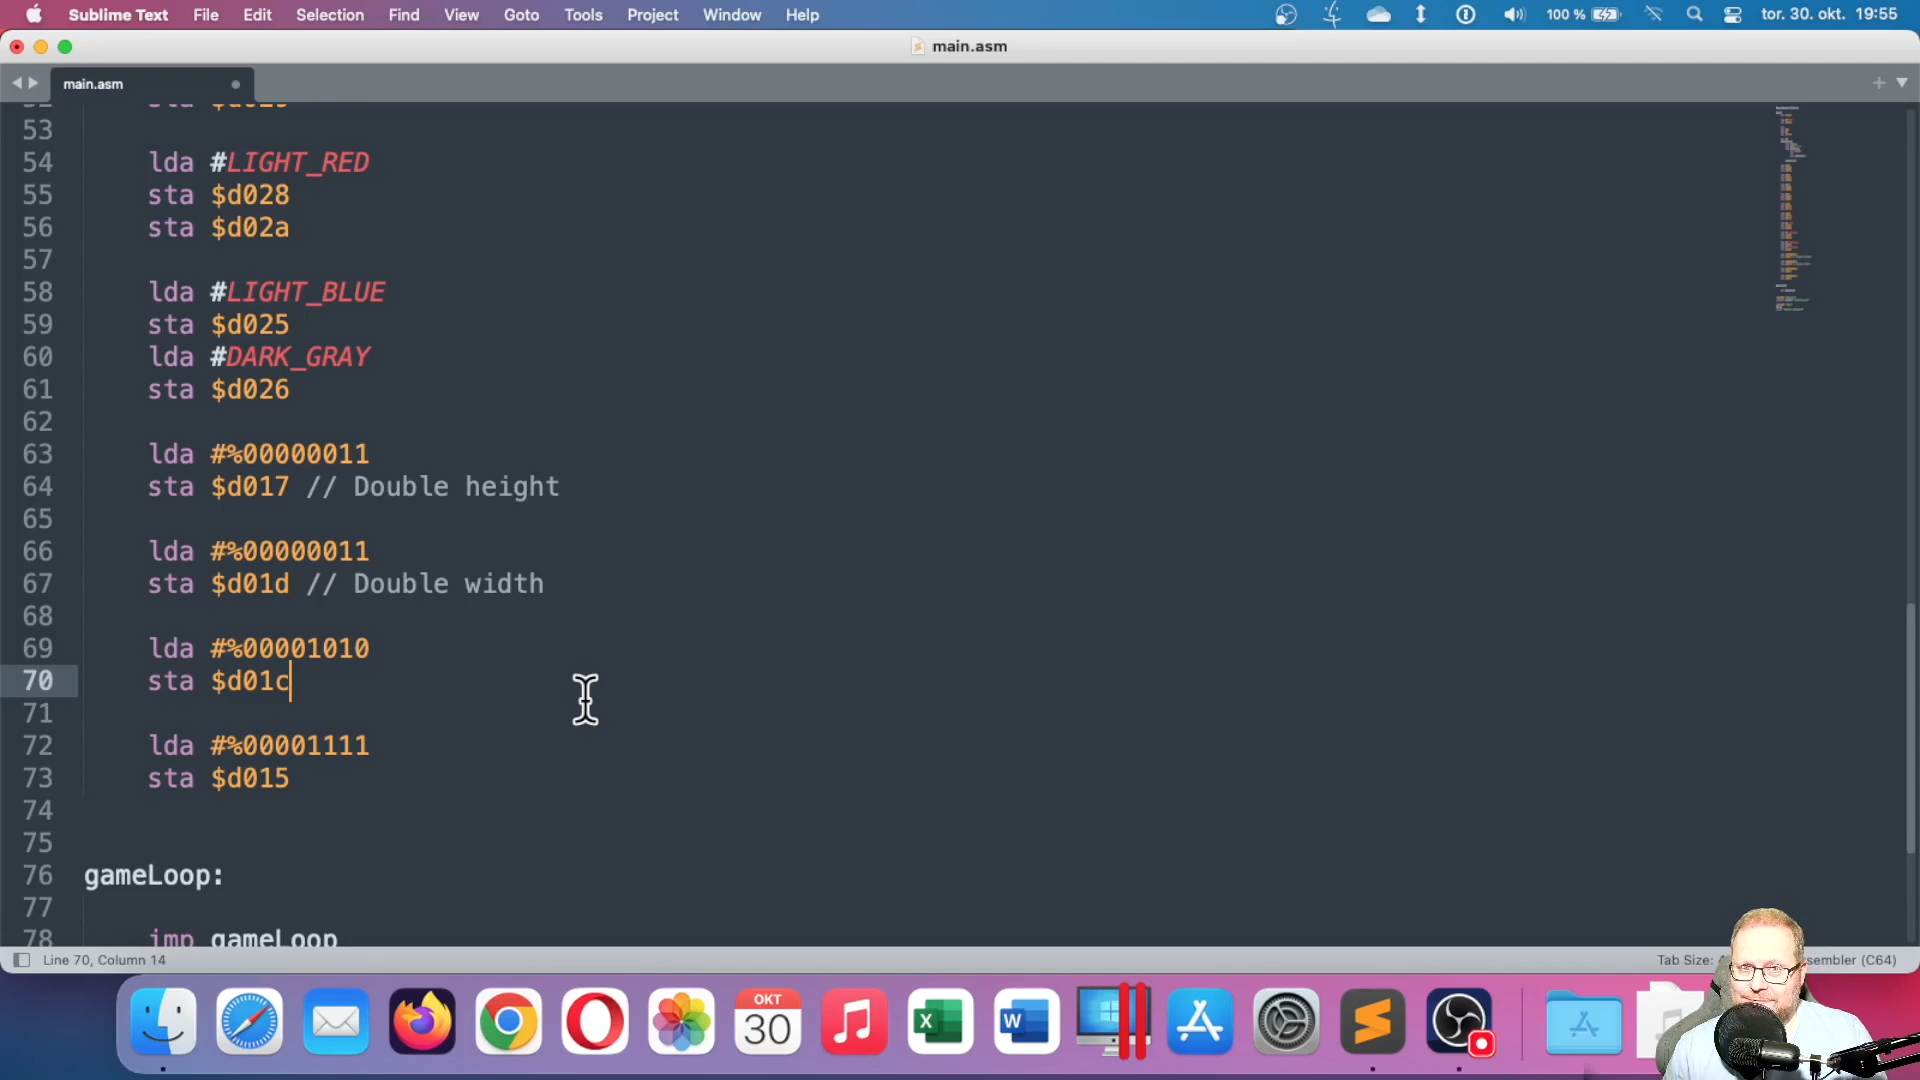 Sublime Text File Edit Selection Find View Goto Tools Project Window Help 100 % tor. 30. okt. 19:55
main.asm
main.asm
53
54 lda #LIGHT_RED
55 sta $d028
56 sta $d02a
57
58 lda #LIGHT_BLUE
59 sta $d025
60 lda #DARK_GRAY
61 sta $d026
62
63 lda #%00000011
64 sta $d017 // Double height
65
66 lda #%00000011
67 sta $d01d // Double width
68
69 lda #%00001010
70 sta $d01c
71
72 lda #%00001111
73 sta $d015
74
75
76 gameLoop:
77
78 jmp gameLoop
Line 70, Column 14 Tab Size: (C64)
OKT
30